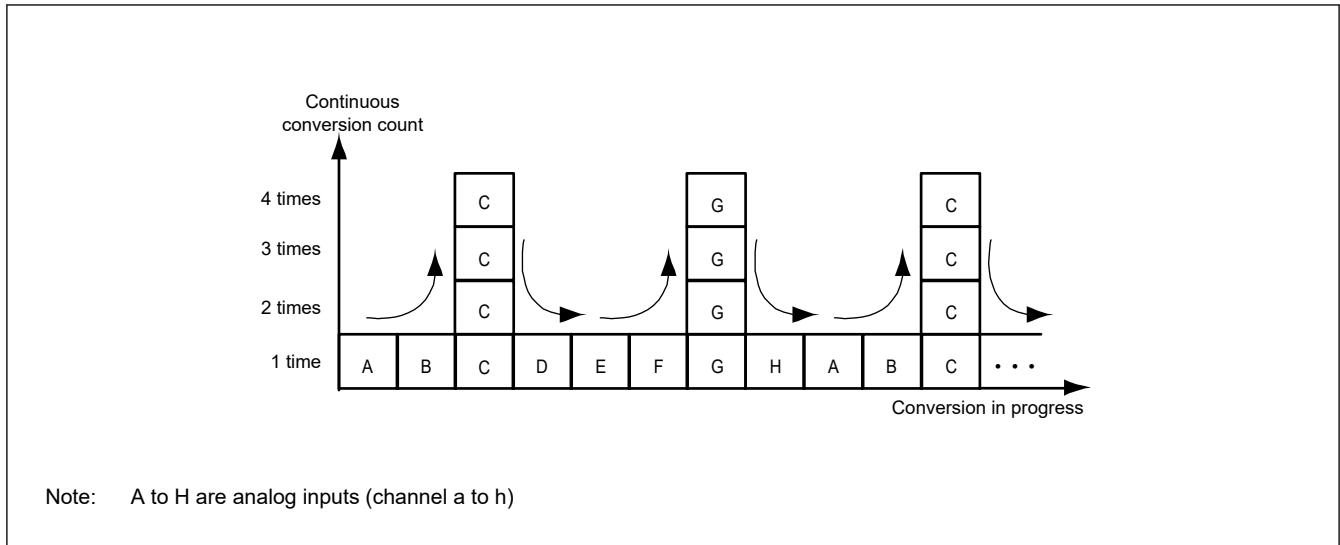 Continuous
conversion count
4 times C G C
3 times C G C
2 times C G C
1 time A B C D E F G H A B C • • •
Conversion in progress
Note: A to H are analog inputs (channel a to h)